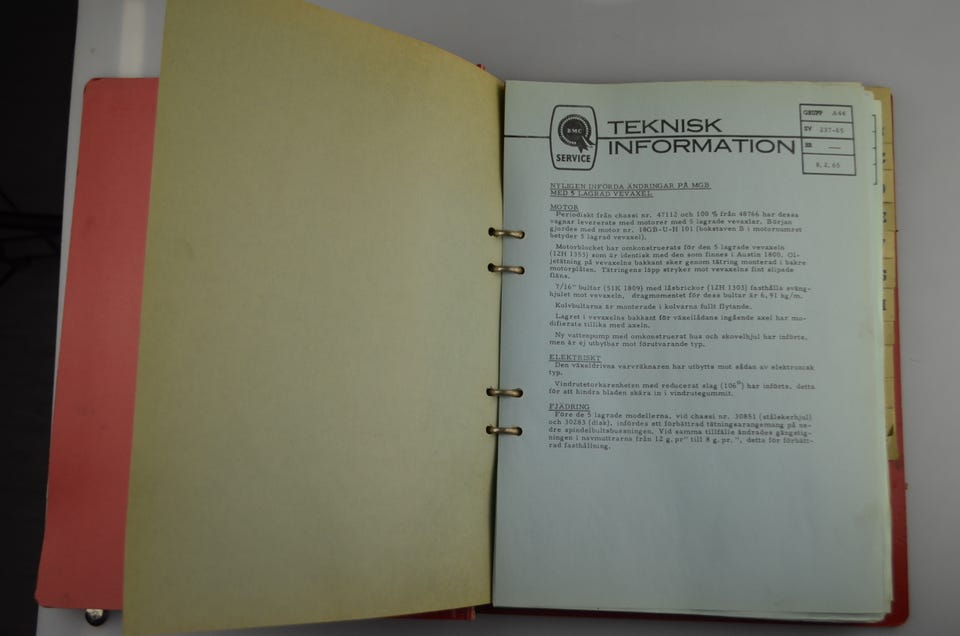 BMC
SERVICE
TEKNISK
INFORMATION
GRUPP A44
SV 237-65
8.2.65
NYLIGEN INFÖRDA ÄNDRINGAR PÅ MGB
MED 5 LAGRAD VEVAXEL
MOTOR
Periodiskt från chassi nr. 47112 och 100 % från 48766 har dessa
vagnar levererats med motorer med 5 lagrade vevaxlar. Början
gjordes med motor nr. 18GB-U-H 101 (bokstaven B i motornumret
betyder 5 lagrad vevaxel).
Motorblocket har omkonstruerats för den 5 lagrade vevaxeln
(12H 1353) som är identisk med den som finnes i Austin 1800. Ol-
jetätning på vevaxelns bakkant sker genom tätring monterad i bakre
motorplåten. Tätringens läpp stryker mot vevaxelns fint slipade
fläns.
7/16" bultar (51K 1809) med låsbrickor (12H 1303) fasthålla sväng-
hjulet mot vevaxeln, dragmomentet för dess bultar är 6,91 kg/m.
Kolvbultarna är monterade i kolvarna fullt flytande.
Lagret i vevaxelns bakkant för växellådans ingående axel har mo-
difierats tillika med axeln.
Ny vattenpump med omkonstruerat hus och skovelhjul har införts,
men är ej utbytbar mot förutvarande typ.
ELEKTRISKT
Den växeldrivna varvräknaren har utbytts mot sådan av elektronisk
typ.
Vindrutetorkarenheten med reducerat slag (106°) har införts, detta
för att hindra bladen skära in i vindrutegummit.
FJÄDRING
Före de 5 lagrade modellerna, vid chassi nr. 30851 (stålekerhjul)
och 30283 (disk), infördes ett förbättrad tätningsarangemang på ne-
dre spindelbultsbussningen. Vid samma tillfälle ändrades gängstig-
ningen i navmuttrarna från 12 g. pr" till 8 g. pr. ", detta för förbätt-
rad fasthållning.